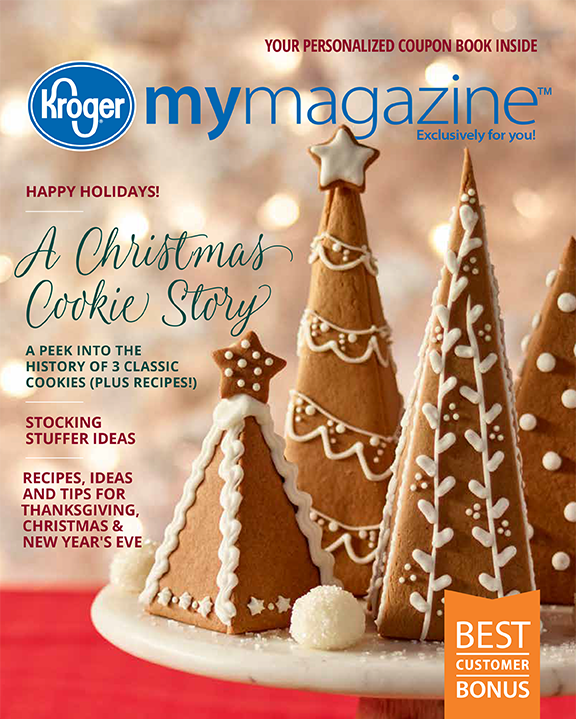 YOUR PERSONALIZED COUPON BOOK INSIDE
Kroger
mymagazine™
Exclusively for you!
HAPPY HOLIDAYS!
A Christmas
Cookie Story
A PEEK INTO THE
HISTORY OF 3 CLASSIC
COOKIES (PLUS RECIPES!)
STOCKING
STUFFER IDEAS
RECIPES, IDEAS
AND TIPS FOR
THANKSGIVING,
CHRISTMAS &
NEW YEAR'S EVE
BEST
CUSTOMER
BONUS